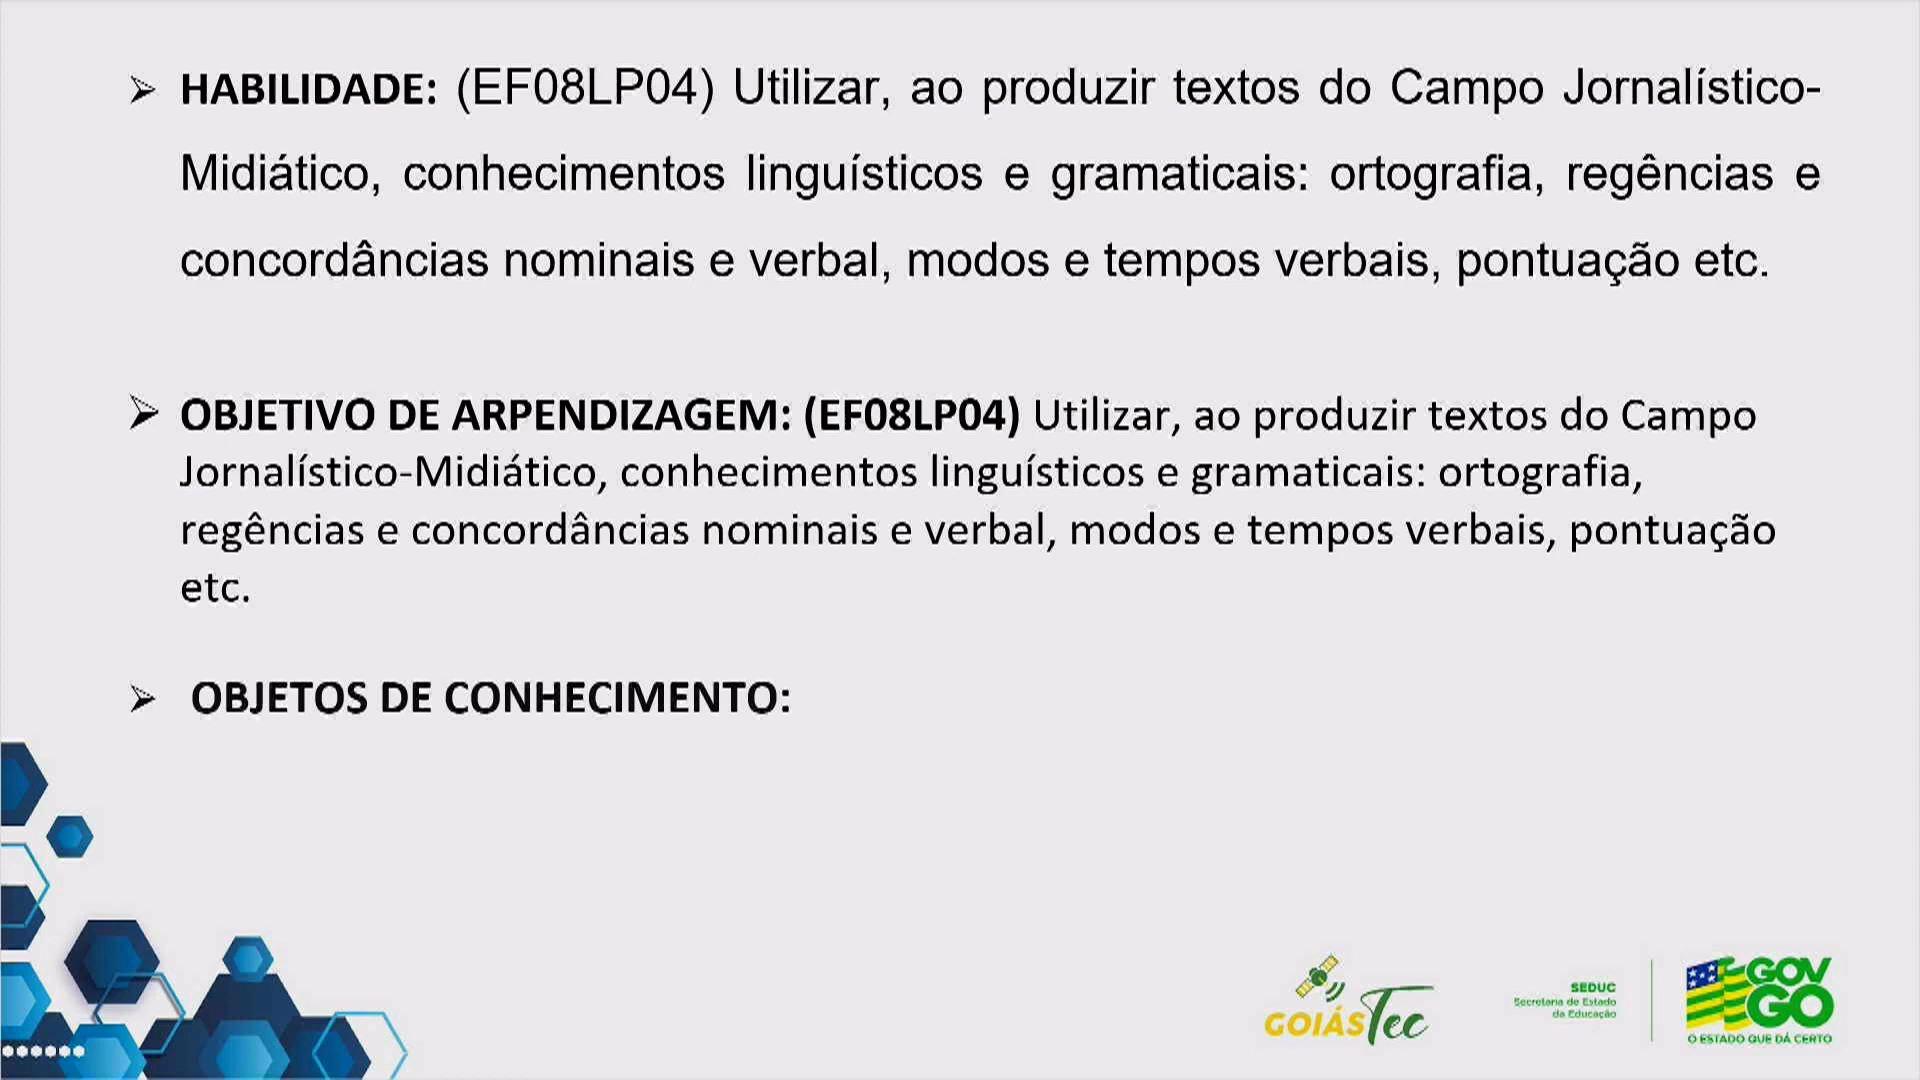 ➢ HABILIDADE: (EF08LP04) Utilizar, ao produzir textos do Campo Jornalístico-
Midiático, conhecimentos linguísticos e gramaticais: ortografia, regências e
concordâncias nominais e verbal, modos e tempos verbais, pontuação etc.
➢ OBJETIVO DE ARPENDIZAGEM: (EF08LP04) Utilizar, ao produzir textos do Campo
Jornalístico-Midiático, conhecimentos linguísticos e gramaticais: ortografia,
regências e concordâncias nominais e verbal, modos e tempos verbais, pontuação
etc.
➢ OBJETOS DE CONHECIMENTO:
GOIÁS Tec
SEDUC
Secretaria de Estado
da Educação
GOV
GO
O ESTADO QUE DÁ CERTO